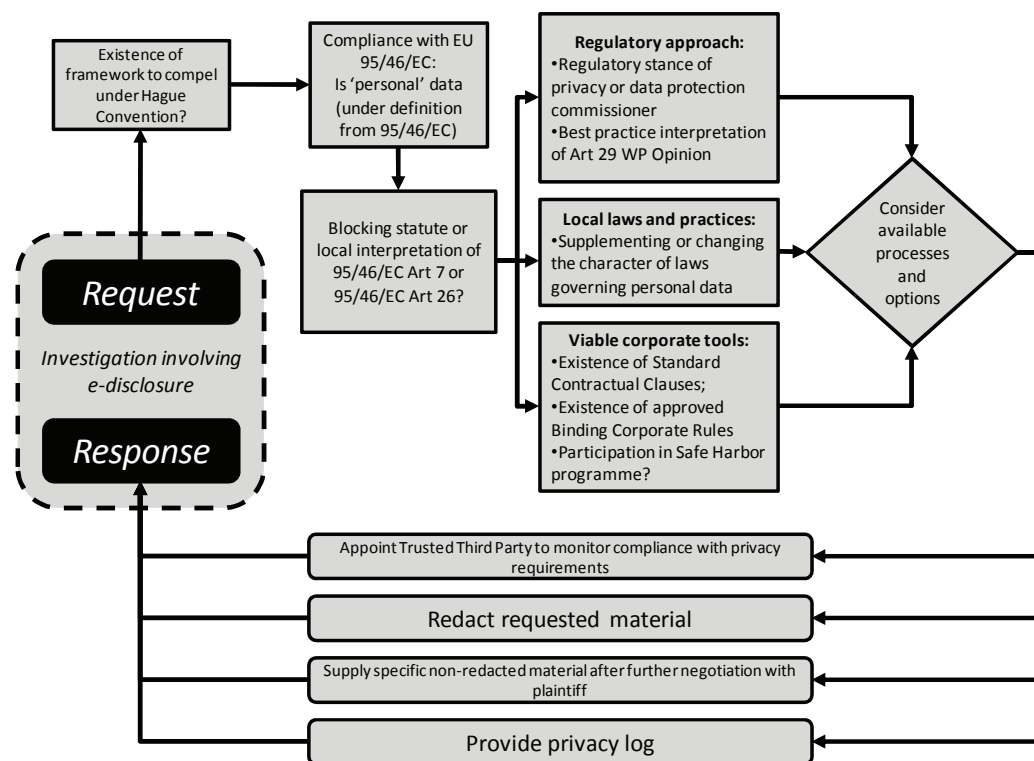 Existence of
framework to compel
under Hague
Convention?
Compliance with EU
95/46/EC:
Is ‘personal’ data
(under definition
from 95/46/EC)
Regulatory approach:
•Regulatory stance of
privacy or data protection
commissioner
•Best practice interpretation
of Art 29 WP Opinion
Blocking statute or
local interpretation of
95/46/EC Art 7 or
95/46/EC Art 26?
Local laws and practices:
•Supplementing or changing
the character of laws
governing personal data
Viable corporate tools:
•Existence of Standard
Contractual Clauses;
•Existence of approved
Binding Corporate Rules
•Participation in Safe Harbor
programme?
Consider
available
processes
and
options
Request
Investigation involving
e-disclosure
Response
Appoint Trusted Third Party to monitor compliance with privacy
requirements
Redact requested material
Supply specific non-redacted material after further negotiation with
plaintiff
Provide privacy log